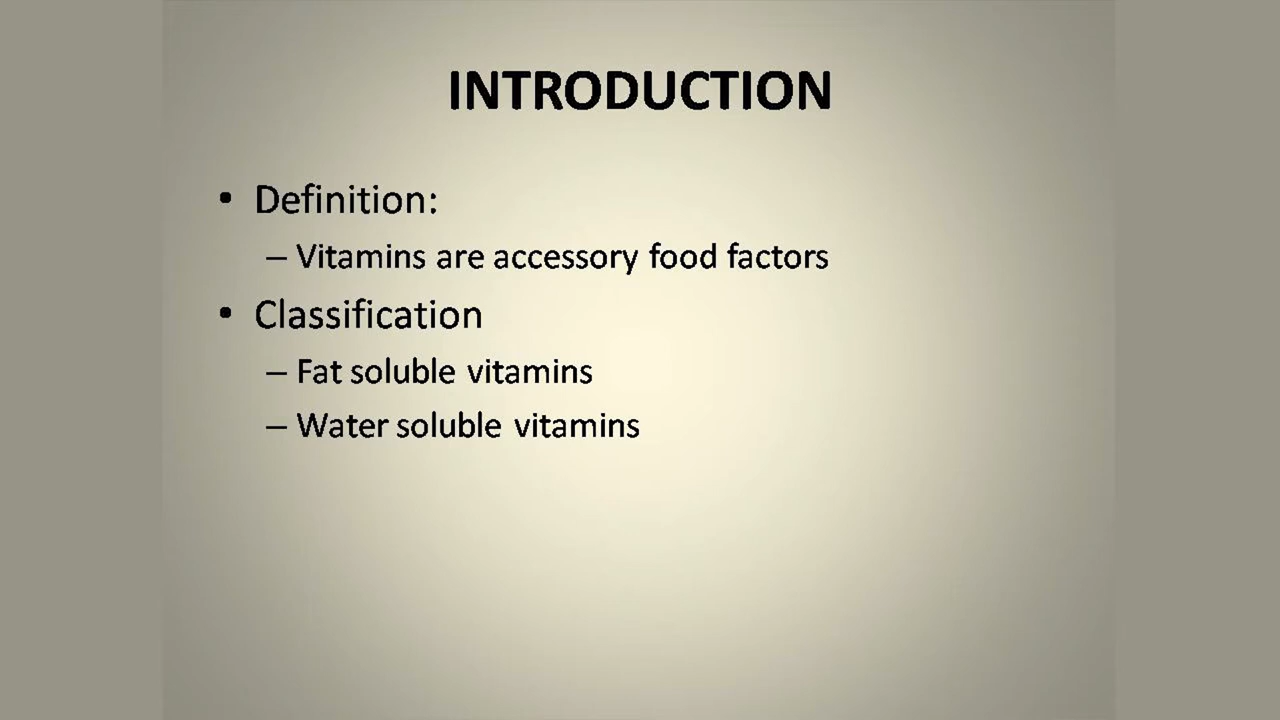 INTRODUCTION
• Definition:
– Vitamins are accessory food factors
• Classification
– Fat soluble vitamins
– Water soluble vitamins